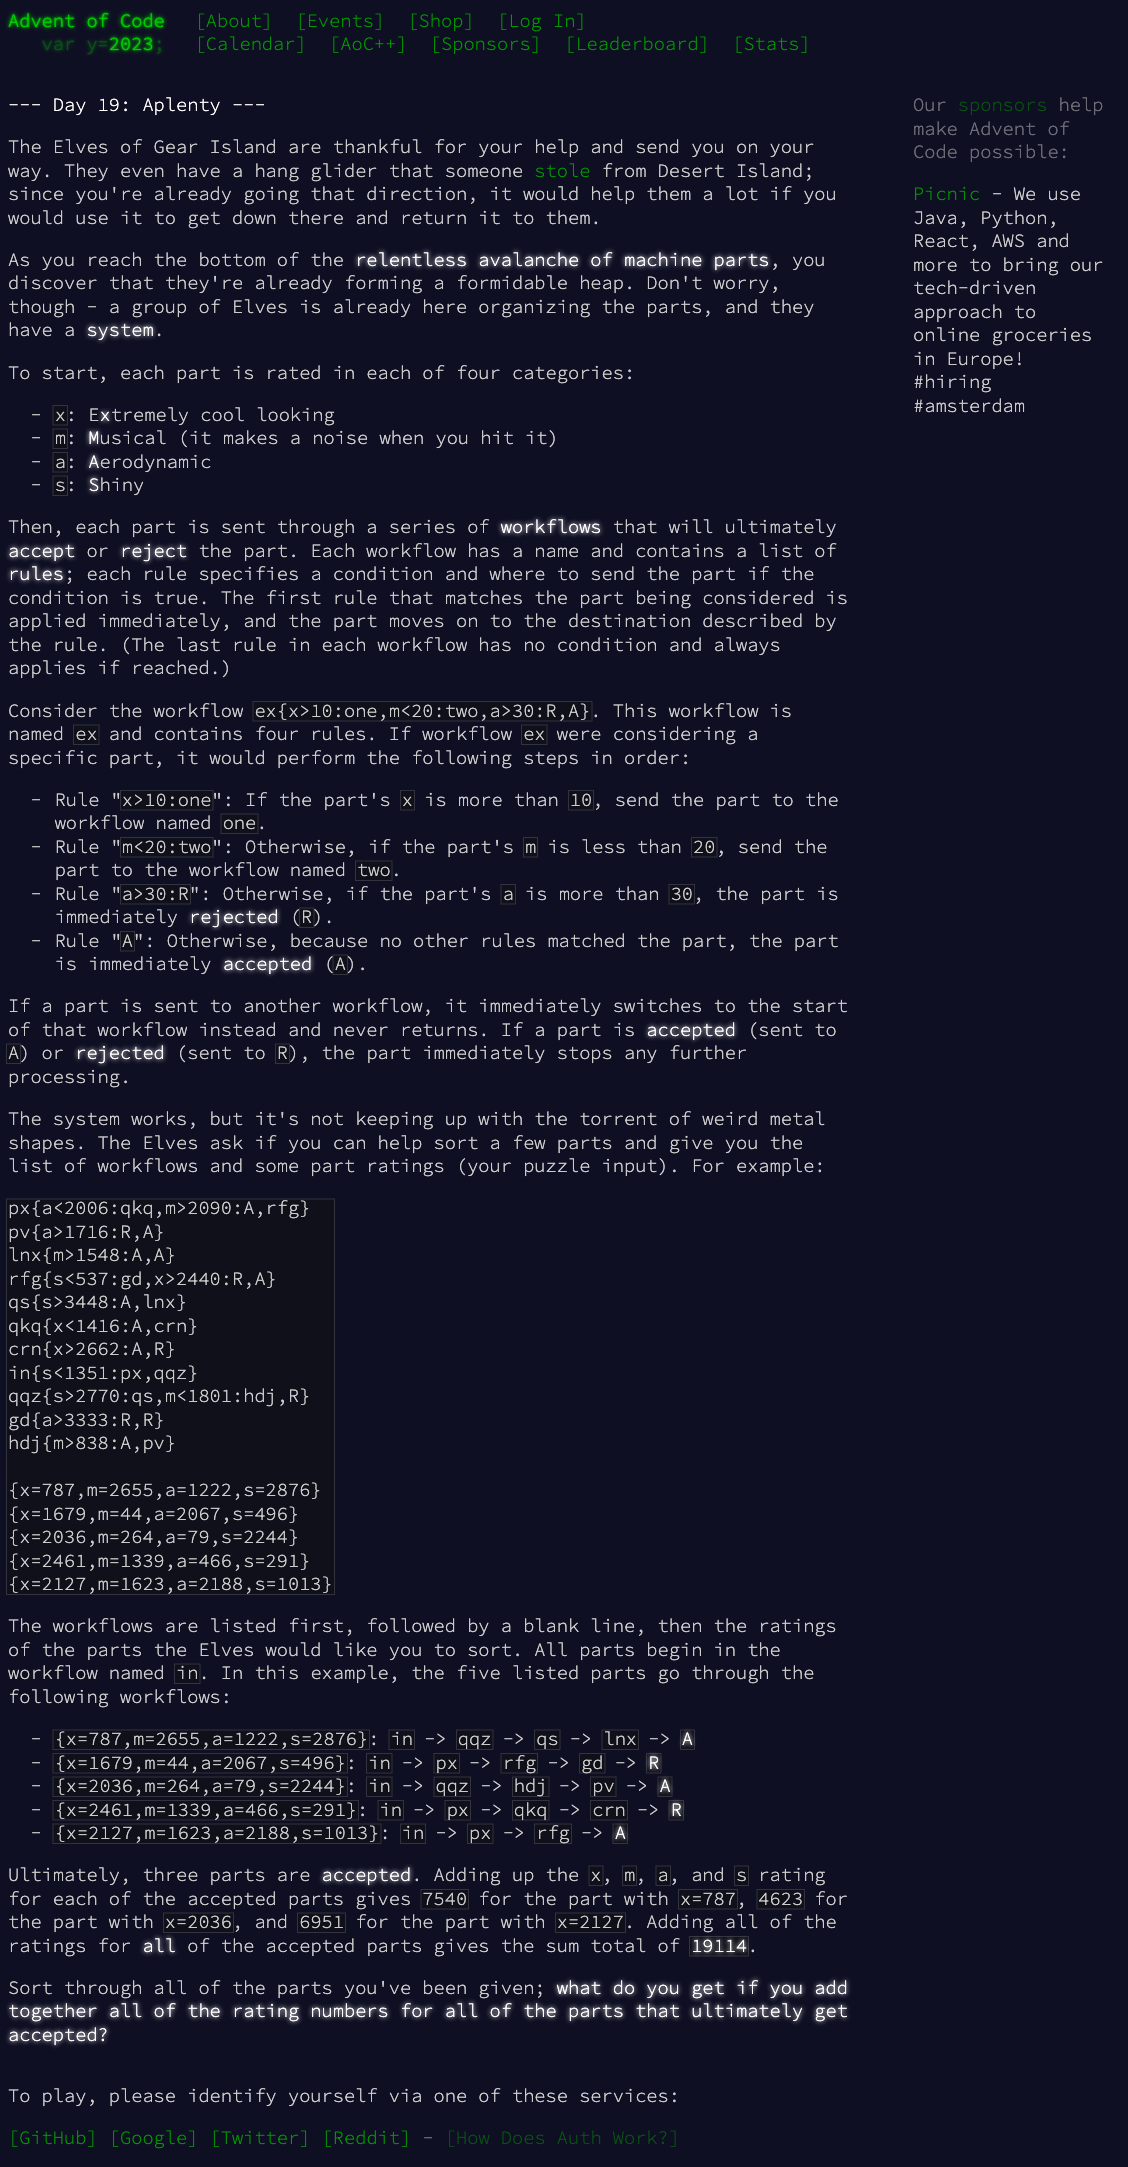 Advent of Code [About] [Events] [Shop] [Log In]
var y=2023; [Calendar] [AoC++] [Sponsors] [Leaderboard] [Stats]
--- Day 19: Aplenty ---
The Elves of Gear Island are thankful for your help and send you on your
way. They even have a hang glider that someone stole from Desert Island;
since you're already going that direction, it would help them a lot if you
would use it to get down there and return it to them.
As you reach the bottom of the relentless avalanche of machine parts, you
discover that they're already forming a formidable heap. Don't worry,
though - a group of Elves is already here organizing the parts, and they
have a system.
To start, each part is rated in each of four categories:
- x: Extremely cool looking
- m: Musical (it makes a noise when you hit it)
- a: Aerodynamic
- s: Shiny
Then, each part is sent through a series of workflows that will ultimately
accept or reject the part. Each workflow has a name and contains a list of
rules; each rule specifies a condition and where to send the part if the
condition is true. The first rule that matches the part being considered is
applied immediately, and the part moves on to the destination described by
the rule. (The last rule in each workflow has no condition and always
applies if reached.)
Consider the workflow ex{x>10:one,m<20:two,a>30:R,A}. This workflow is
named ex and contains four rules. If workflow ex were considering a
specific part, it would perform the following steps in order:
- Rule "x>10:one": If the part's x is more than 10, send the part to the
workflow named one.
- Rule "m<20:two": Otherwise, if the part's m is less than 20, send the
part to the workflow named two.
- Rule "a>30:R": Otherwise, if the part's a is more than 30, the part is
immediately rejected (R).
- Rule "A": Otherwise, because no other rules matched the part, the part
is immediately accepted (A).
If a part is sent to another workflow, it immediately switches to the start
of that workflow instead and never returns. If a part is accepted (sent to
A) or rejected (sent to R), the part immediately stops any further
processing.
The system works, but it's not keeping up with the torrent of weird metal
shapes. The Elves ask if you can help sort a few parts and give you the
list of workflows and some part ratings (your puzzle input). For example:
px{a<2006:qkq,m>2090:A,rfg}
pv{a>1716:R,A}
lnx{m>1548:A,A}
rfg{s<537:gd,x>2440:R,A}
qs{s>3448:A,lnx}
qkq{x<1416:A,crn}
crn{x>2662:A,R}
in{s<1351:px,qqz}
qqz{s>2770:qs,m<1801:hdj,R}
gd{a>3333:R,R}
hdj{m>838:A,pv}
{x=787,m=2655,a=1222,s=2876}
{x=1679,m=44,a=2067,s=496}
{x=2036,m=264,a=79,s=2244}
{x=2461,m=1339,a=466,s=291}
{x=2127,m=1623,a=2188,s=1013}
The workflows are listed first, followed by a blank line, then the ratings
of the parts the Elves would like you to sort. All parts begin in the
workflow named in. In this example, the five listed parts go through the
following workflows:
- {x=787,m=2655,a=1222,s=2876}: in -> qqz -> qs -> lnx -> A
- {x=1679,m=44,a=2067,s=496}: in -> px -> rfg -> gd -> R
- {x=2036,m=264,a=79,s=2244}: in -> qqz -> hdj -> pv -> A
- {x=2461,m=1339,a=466,s=291}: in -> px -> qkq -> crn -> R
- {x=2127,m=1623,a=2188,s=1013}: in -> px -> rfg -> A
Ultimately, three parts are accepted. Adding up the x, m, a, and s rating
for each of the accepted parts gives 7540 for the part with x=787, 4623 for
the part with x=2036, and 6951 for the part with x=2127. Adding all of the
ratings for all of the accepted parts gives the sum total of 19114.
Sort through all of the parts you've been given; what do you get if you add
together all of the rating numbers for all of the parts that ultimately get
accepted?
To play, please identify yourself via one of these services:
[GitHub] [Google] [Twitter] [Reddit] - [How Does Auth Work?]
Our sponsors help
make Advent of
Code possible:
Picnic - We use
Java, Python,
React, AWS and
more to bring our
tech-driven
approach to
online groceries
in Europe!
#hiring
#amsterdam